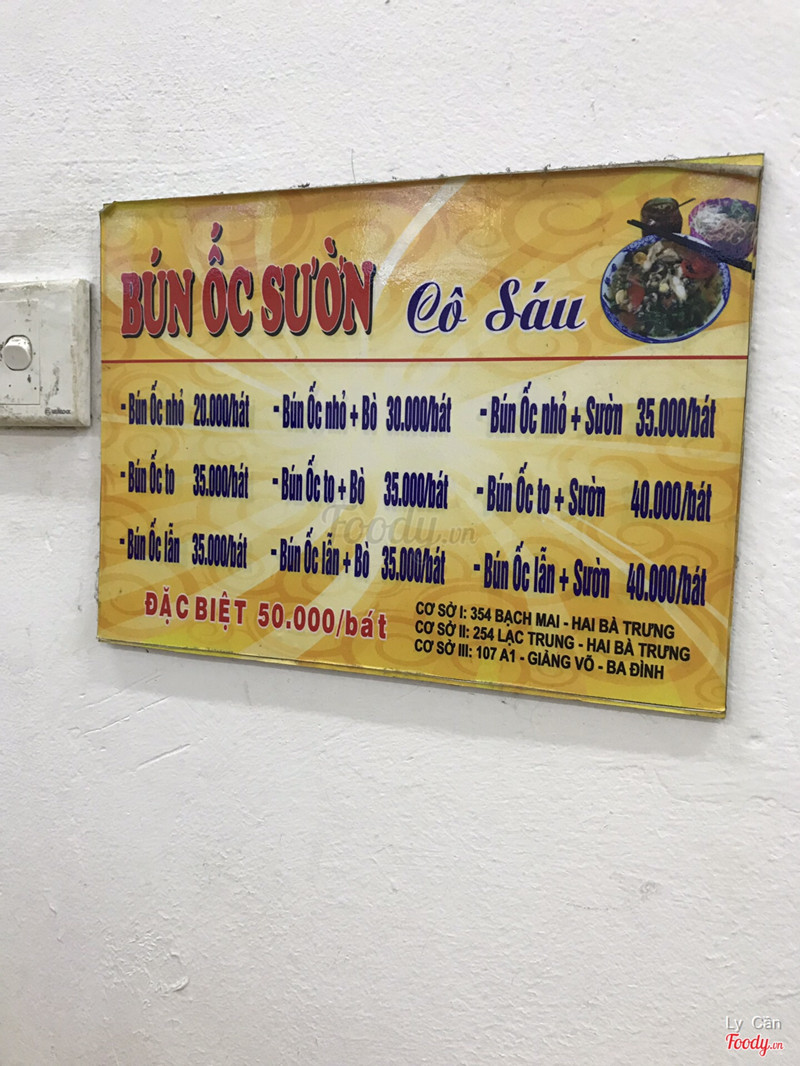 BÚN ỐC SƯỜN Cô Sáu
- Bún Ốc nhỏ 20.000/bát - Bún Ốc nhỏ + Bò 30.000/bát - Bún Ốc nhỏ + Sườn 35.000/bát
- Bún Ốc to 35.000/bát - Bún Ốc to + Bò 35.000/bát - Bún Ốc to + Sườn 40.000/bát
- Bún Ốc lẫn 35.000/bát - Bún Ốc lẫn + Bò 35.000/bát - Bún Ốc lẫn + Sườn 40.000/bát
ĐẶC BIỆT 50.000/bát
CƠ SỞ I: 354 BẠCH MAI - HAI BÀ TRƯNG
CƠ SỞ II: 254 LẠC TRUNG - HAI BÀ TRƯNG
CƠ SỞ III: 107 A1 - GIẢNG VÕ - BA ĐÌNH
Foody.vn
Ly Căn
Foody.vn